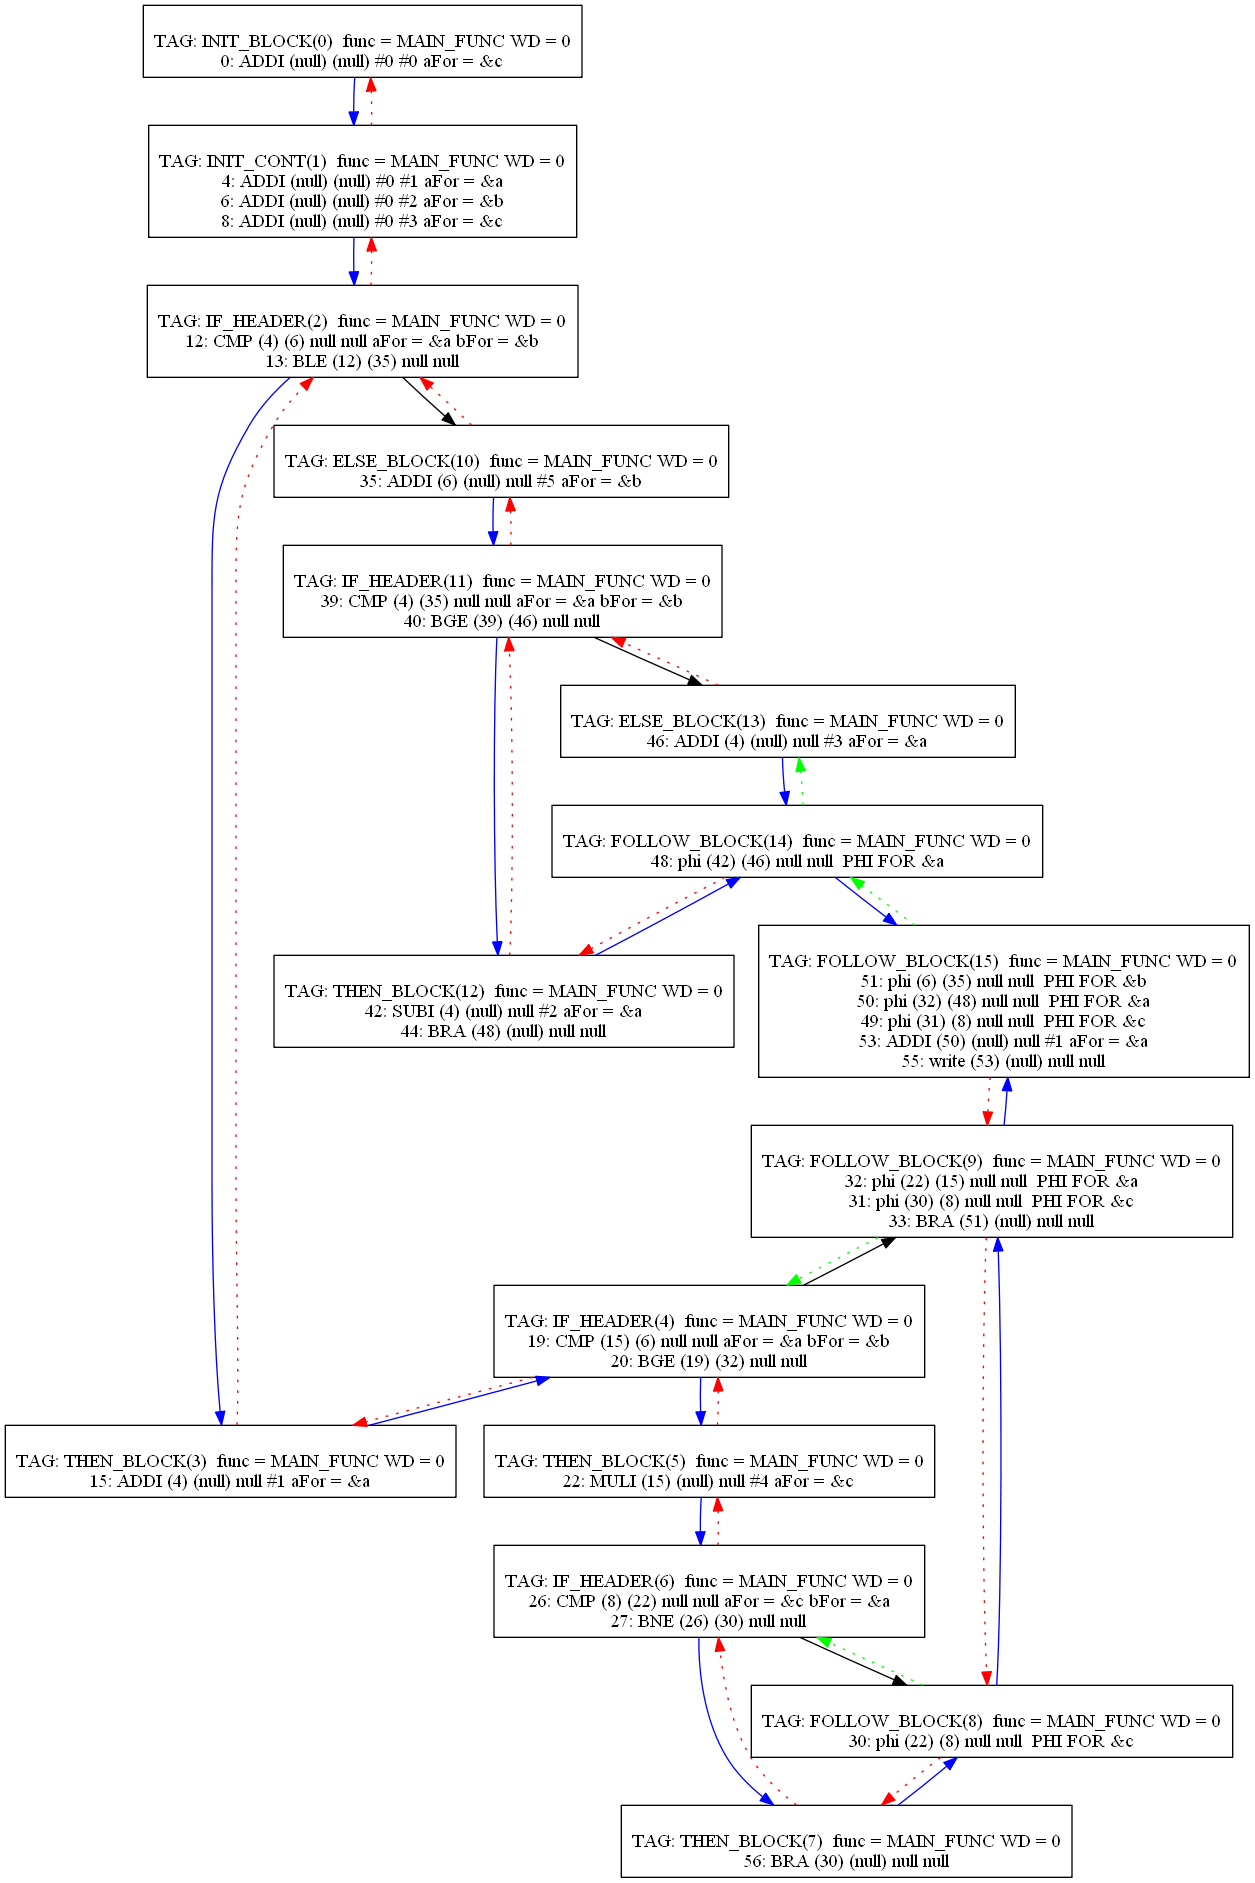 TAG: INIT_BLOCK(0) func = MAIN_FUNC WD = 0
0: ADDI (null) (null) #0 #0 aFor = &c
TAG: INIT_CONT(1) func = MAIN_FUNC WD = 0
4: ADDI (null) (null) #0 #1 aFor = &a
6: ADDI (null) (null) #0 #2 aFor = &b
8: ADDI (null) (null) #0 #3 aFor = &c
TAG: IF_HEADER(2) func = MAIN_FUNC WD = 0
12: CMP (4) (6) null null aFor = &a bFor = &b
13: BLE (12) (35) null null
TAG: ELSE_BLOCK(10) func = MAIN_FUNC WD = 0
35: ADDI (6) (null) null #5 aFor = &b
TAG: IF_HEADER(11) func = MAIN_FUNC WD = 0
39: CMP (4) (35) null null aFor = &a bFor = &b
40: BGE (39) (46) null null
TAG: ELSE_BLOCK(13) func = MAIN_FUNC WD = 0
46: ADDI (4) (null) null #3 aFor = &a
TAG: FOLLOW_BLOCK(14) func = MAIN_FUNC WD = 0
48: phi (42) (46) null null PHI FOR &a
TAG: THEN_BLOCK(12) func = MAIN_FUNC WD = 0
42: SUBI (4) (null) null #2 aFor = &a
44: BRA (48) (null) null null
TAG: FOLLOW_BLOCK(15) func = MAIN_FUNC WD = 0
51: phi (6) (35) null null PHI FOR &b
50: phi (32) (48) null null PHI FOR &a
49: phi (31) (8) null null PHI FOR &c
53: ADDI (50) (null) null #1 aFor = &a
55: write (53) (null) null null
TAG: FOLLOW_BLOCK(9) func = MAIN_FUNC WD = 0
32: phi (22) (15) null null PHI FOR &a
31: phi (30) (8) null null PHI FOR &c
33: BRA (51) (null) null null
TAG: IF_HEADER(4) func = MAIN_FUNC WD = 0
19: CMP (15) (6) null null aFor = &a bFor = &b
20: BGE (19) (32) null null
TAG: THEN_BLOCK(3) func = MAIN_FUNC WD = 0
15: ADDI (4) (null) null #1 aFor = &a
TAG: THEN_BLOCK(5) func = MAIN_FUNC WD = 0
22: MULI (15) (null) null #4 aFor = &c
TAG: IF_HEADER(6) func = MAIN_FUNC WD = 0
26: CMP (8) (22) null null aFor = &c bFor = &a
27: BNE (26) (30) null null
TAG: FOLLOW_BLOCK(8) func = MAIN_FUNC WD = 0
30: phi (22) (8) null null PHI FOR &c
TAG: THEN_BLOCK(7) func = MAIN_FUNC WD = 0
56: BRA (30) (null) null null